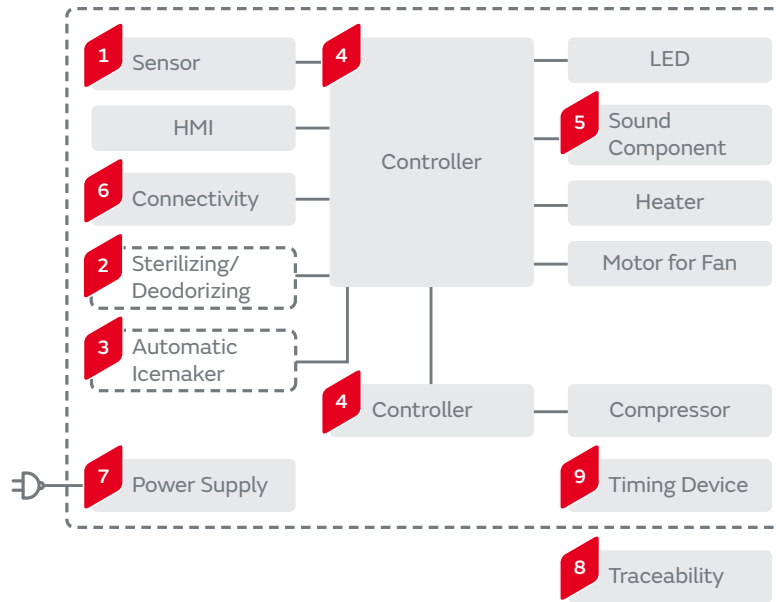 1
Sensor
HMI
6
Connectivity
2
Sterilizing/
Deodorizing
3
Automatic
Icemaker
7
Power Supply
4
Controller
4
Controller
LED
5
Sound
Component
Heater
Motor for Fan
Compressor
9
Timing Device
8
Traceability